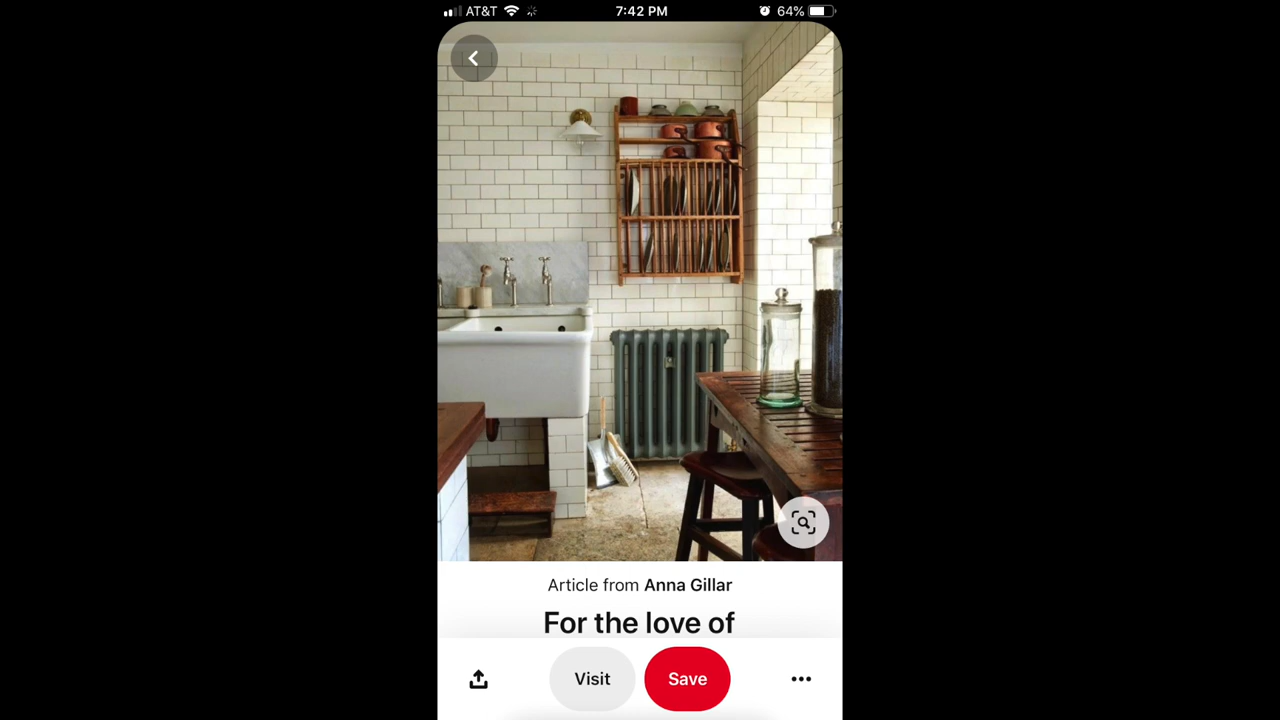 AT&T
7:42 PM
64%
Article from Anna Gillar
For the love of
Visit
Save